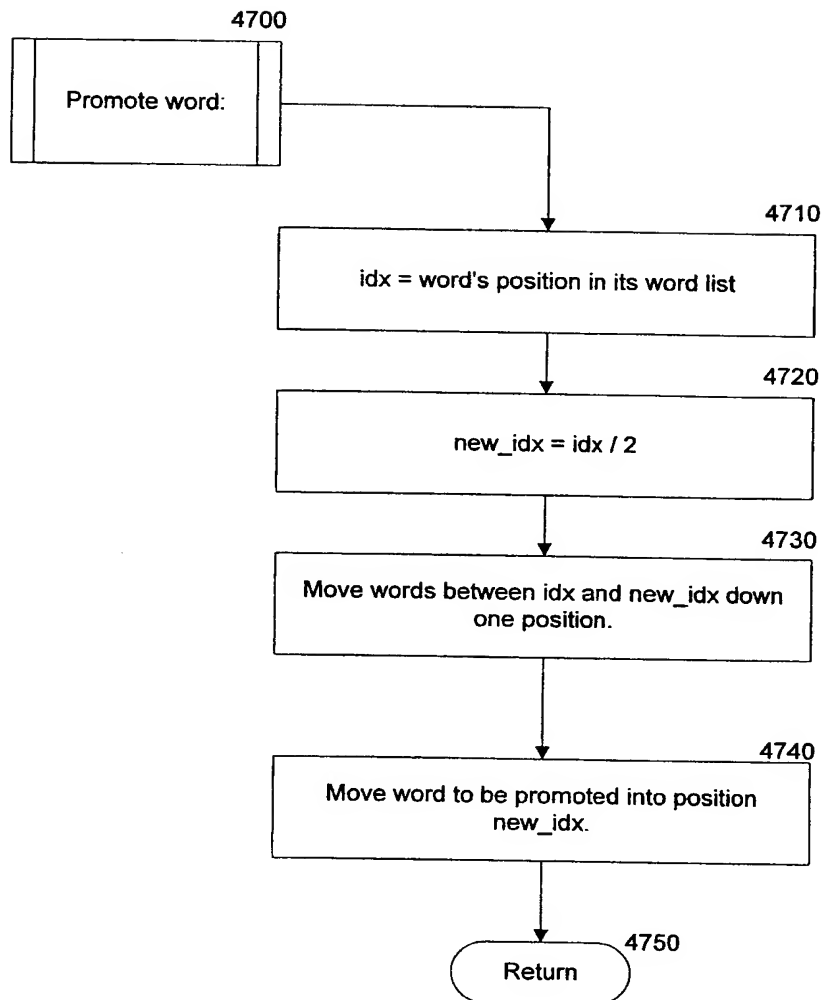 4700
Promote word:
4710
idx = word's position in its word list
4720
new_idx = idx / 2
4730
Move words between idx and new_idx down
one position.
4740
Move word to be promoted into position
new_idx.
4750
Return